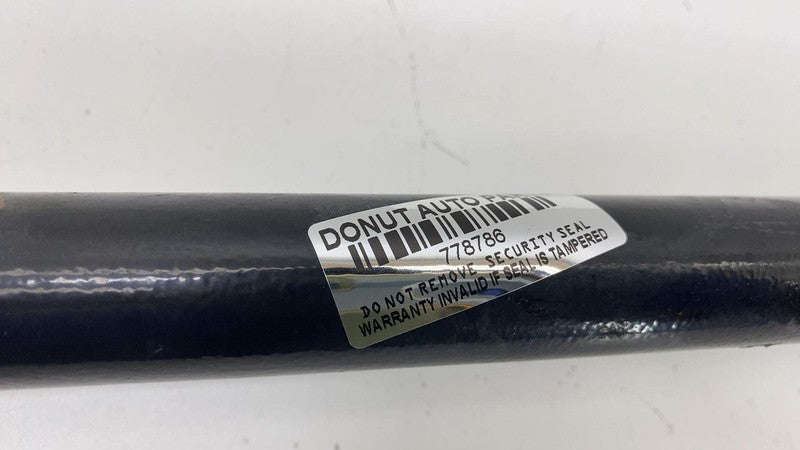 DONUT AUTO
778786
DO NOT REMOVE SECURITY SEAL
WARRANTY INVALID IF SEAL IS TAMPERED